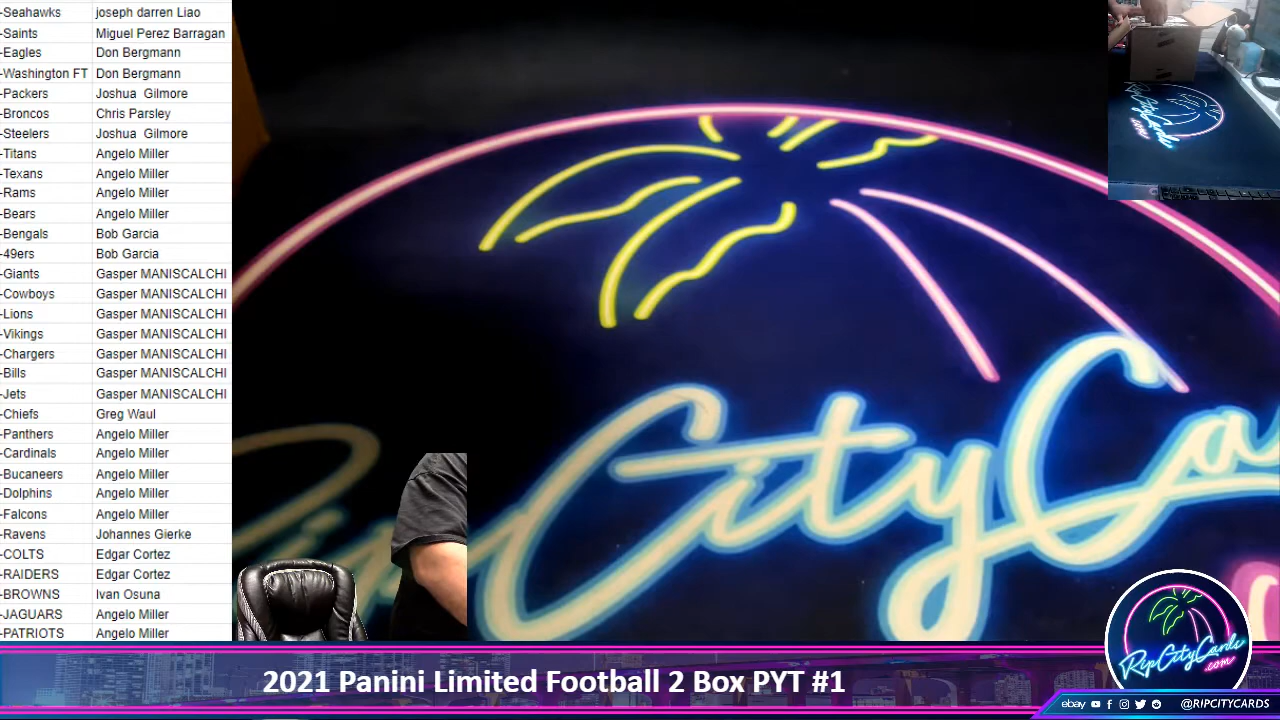 -Seahawks joseph darren Liao
-Saints Miguel Perez Barragan
-Eagles Don Bergmann
-Washington FT Don Bergmann
-Packers Joshua Gilmore
-Broncos Chris Parsley
-Steelers Joshua Gilmore
-Titans Angelo Miller
-Texans Angelo Miller
-Rams Angelo Miller
-Bears Angelo Miller
-Bengals Bob Garcia
-49ers Bob Garcia
-Giants Gasper MANISCALCHI
-Cowboys Gasper MANISCALCHI
-Lions Gasper MANISCALCHI
-Vikings Gasper MANISCALCHI
-Chargers Gasper MANISCALCHI
-Bills Gasper MANISCALCHI
-Jets Gasper MANISCALCHI
-Chiefs Greg Waul
-Panthers Angelo Miller
-Cardinals Angelo Miller
-Bucaneers Angelo Miller
-Dolphins Angelo Miller
-Falcons Angelo Miller
-Ravens Johannes Gierke
-COLTS Edgar Cortez
-RAIDERS Edgar Cortez
-BROWNS Ivan Osuna
-JAGUARS Angelo Miller
-PATRIOTS Angelo Miller
Rip City Ca
RipCityCards
.com
2021 Panini Limited Football 2 Box PYT #1
ebay @RIPCITYCARDS